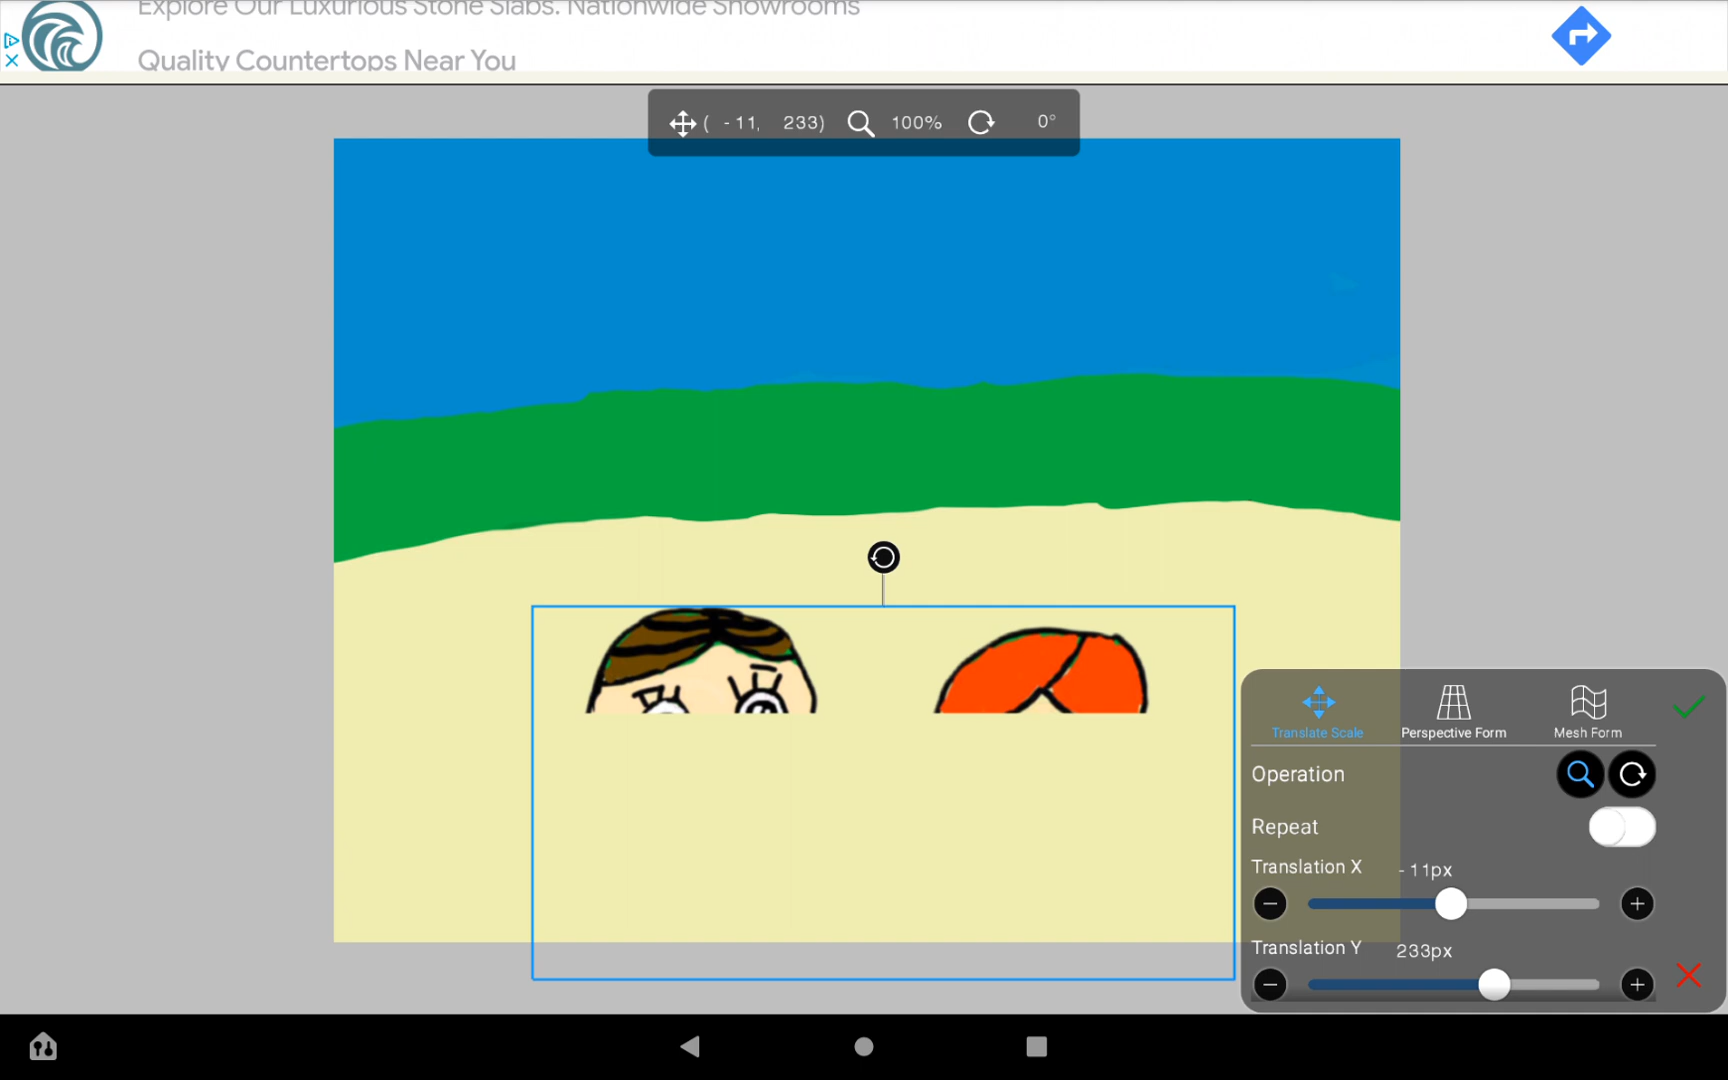 Explore Our Luxurious Stone Slabs. Nationwide Showrooms
Quality Countertops Near You
( -11, 233) 100% 0°
Translate Scale Perspective Form Mesh Form
Operation
Repeat
Translation X -11px
Translation Y 233px